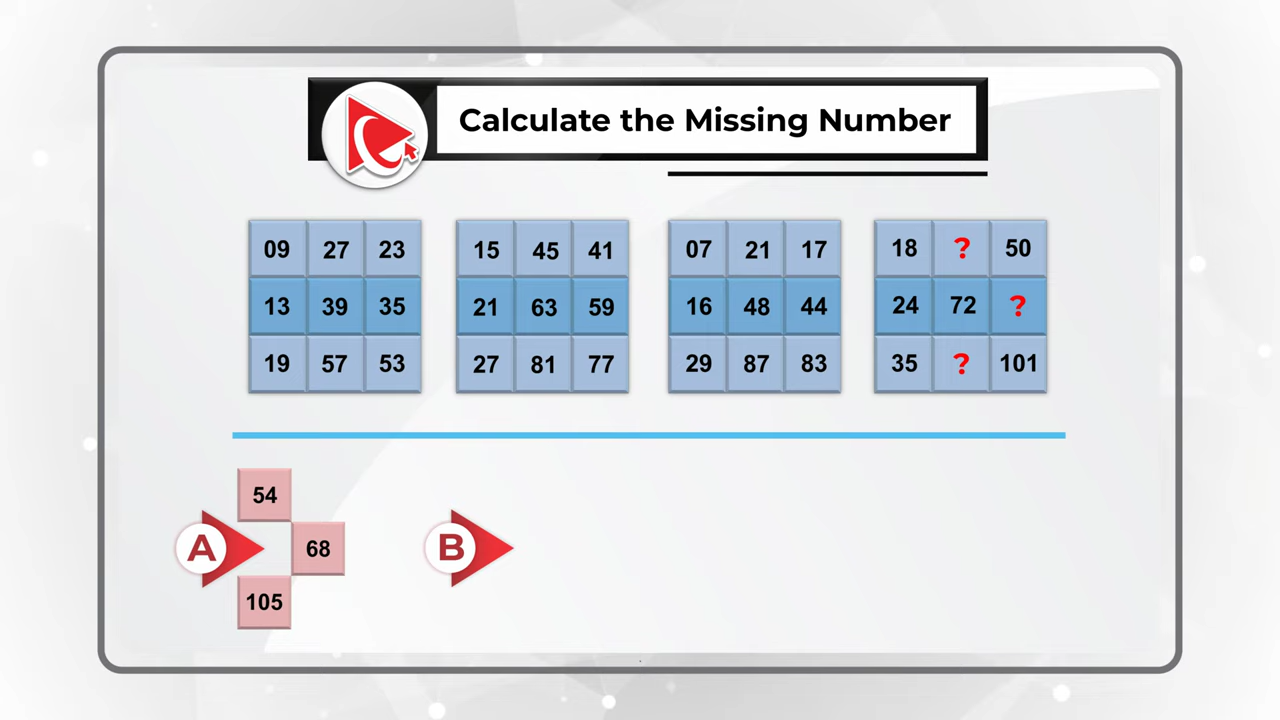 Calculate the Missing Number
09 27 23 15 45 41 07 21 17 18 ? 50
13 39 35 21 63 59 16 48 44 24 72 ?
19 57 53 27 81 77 29 87 83 35 ? 101
54
A 68 B
105